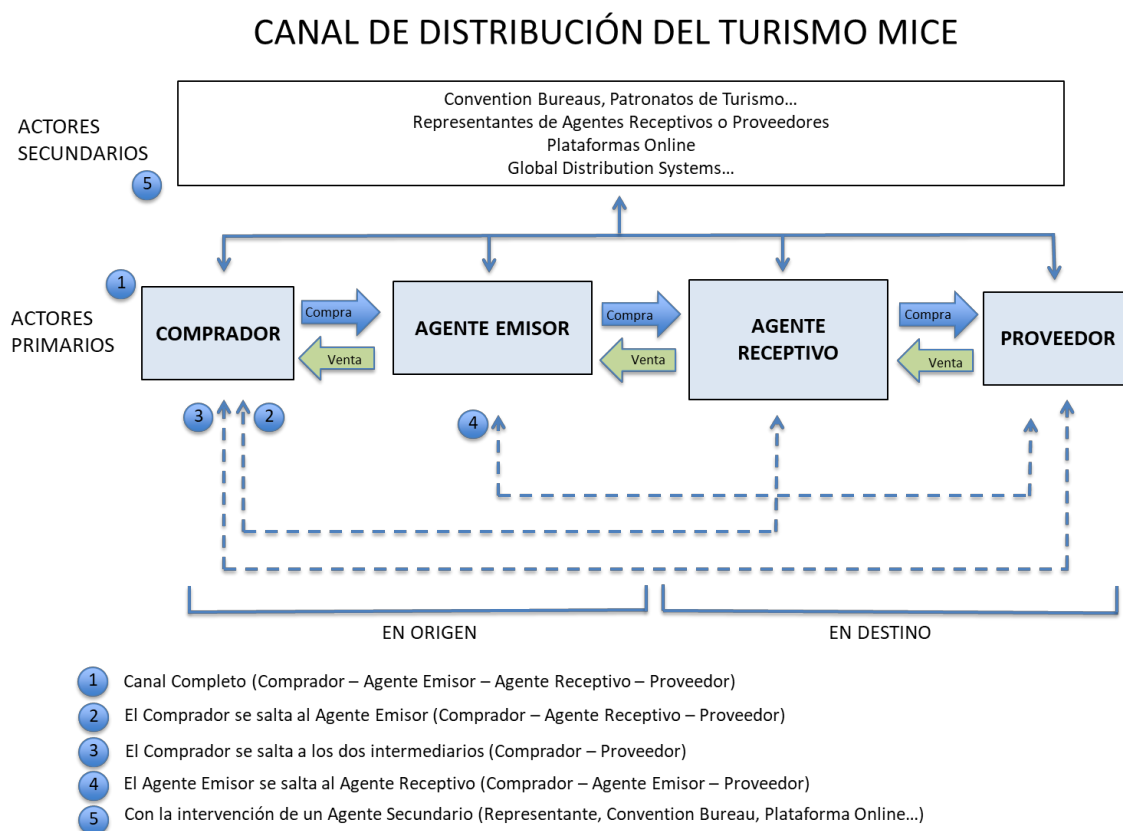 CANAL DE DISTRIBUCIÓN DEL TURISMO MICE
Convention Bureaus, Patronatos de Turismo...
Representantes de Agentes Receptivos o Proveedores
Plataformas Online
Global Distribution Systems...
ACTORES
SECUNDARIOS
5
1
ACTORES
PRIMARIOS
COMPRADOR
Compra
Venta
AGENTE EMISOR
Compra
Venta
AGENTE
RECEPTIVO
Compra
Venta
PROVEEDOR
3
2
4
EN ORIGEN
EN DESTINO
1 Canal Completo (Comprador – Agente Emisor – Agente Receptivo – Proveedor)
2 El Comprador se salta al Agente Emisor (Comprador – Agente Receptivo – Proveedor)
3 El Comprador se salta a los dos intermediarios (Comprador – Proveedor)
4 El Agente Emisor se salta al Agente Receptivo (Comprador – Agente Emisor – Proveedor)
5 Con la intervención de un Agente Secundario (Representante, Convention Bureau, Plataforma Online...)